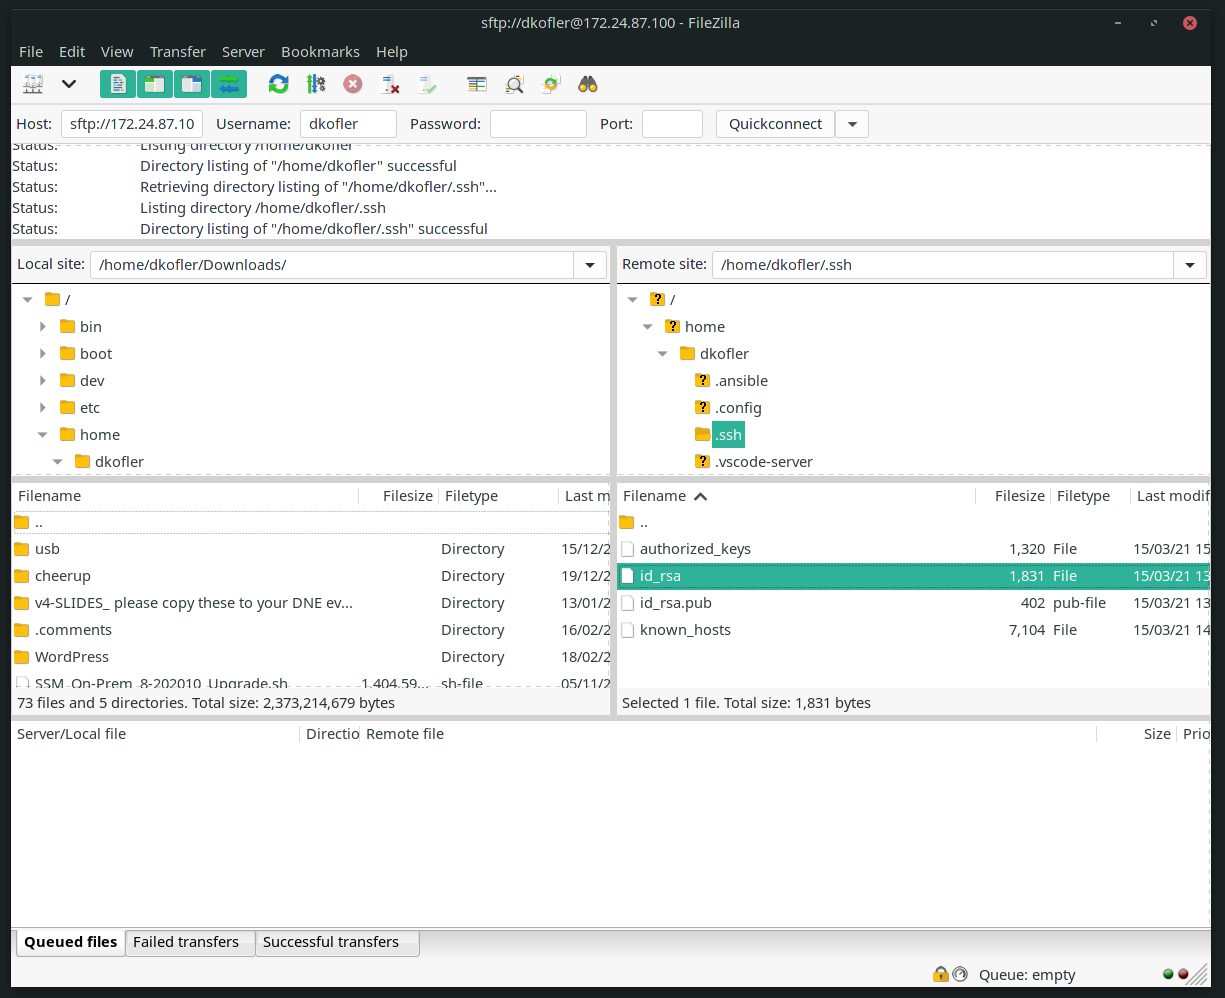 sftp://dkofler@172.24.87.100 - FileZilla
File Edit View Transfer Server Bookmarks Help
Host: sftp://172.24.87.10 Username: dkofler Password: Port: Quickconnect
Status: Listing directory /home/dkofler
Status: Directory listing of "/home/dkofler" successful
Status: Retrieving directory listing of "/home/dkofler/.ssh"...
Status: Listing directory /home/dkofler/.ssh
Status: Directory listing of "/home/dkofler/.ssh" successful
Local site: /home/dkofler/Downloads/
/
bin
boot
dev
etc
home
dkofler
Remote site: /home/dkofler/.ssh
/
home
dkofler
.ansible
.config
.ssh
.vscode-server
Filename Filesize Filetype Last m
..
usb Directory 15/12/2
cheerup Directory 19/12/2
v4-SLIDES_ please copy these to your DNE ev... Directory 13/01/2
.comments Directory 16/02/2
WordPress Directory 18/02/2
SSM_On-Prem_8-202010_Upgrade.sh 1,404,59... sh-file 05/11/2
73 files and 5 directories. Total size: 2,373,214,679 bytes
Filename Filesize Filetype Last modif
..
authorized_keys 1,320 File 15/03/21 15
id_rsa 1,831 File 15/03/21 13
id_rsa.pub 402 pub-file 15/03/21 13
known_hosts 7,104 File 15/03/21 14
Selected 1 file. Total size: 1,831 bytes
Server/Local file Directio Remote file Size Prio
Queued files Failed transfers Successful transfers
Queue: empty